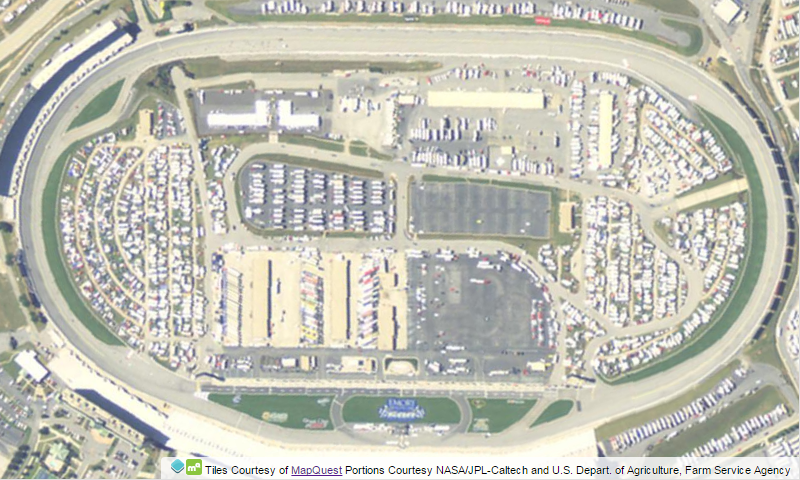 EMORY
Tiles Courtesy of MapQuest Portions Courtesy NASA/JPL-Caltech and U.S. Depart. of Agriculture, Farm Service Agency